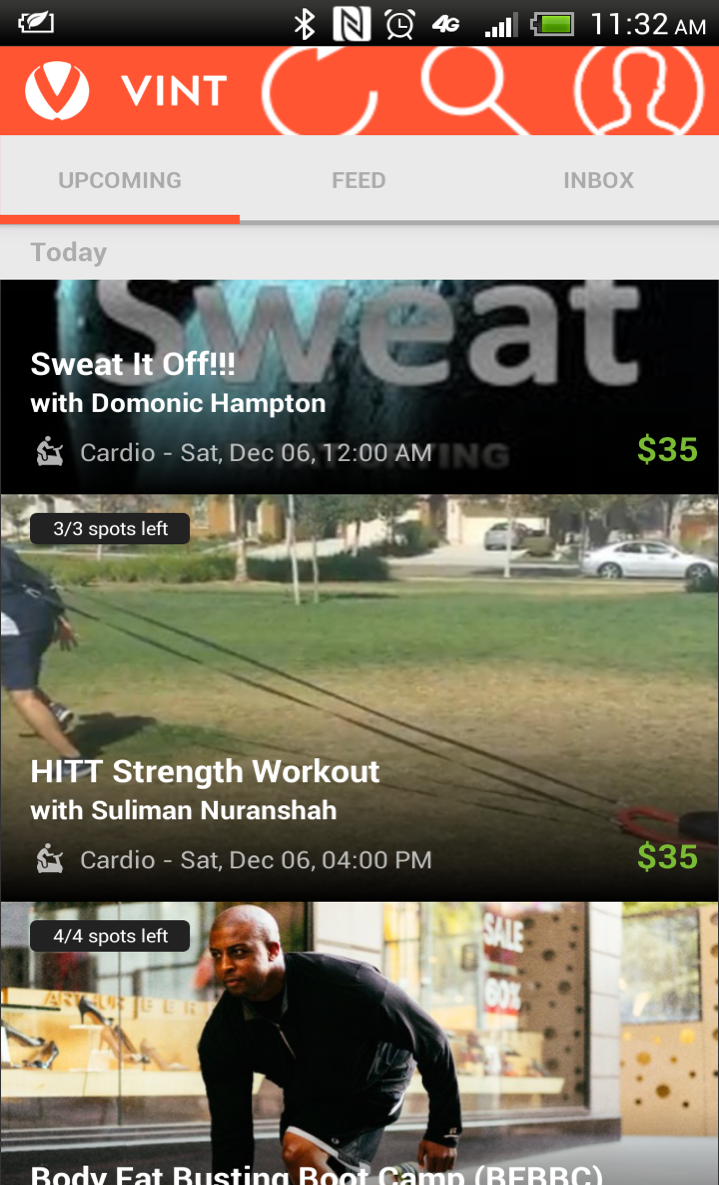 4G 11:32 AM
VINT
UPCOMING FEED INBOX
Today
Sweat
Sweat It Off!!!
with Domonic Hampton
Cardio - Sat, Dec 06, 12:00 AM $35
3/3 spots left
HITT Strength Workout
with Suliman Nuranshah
Cardio - Sat, Dec 06, 04:00 PM $35
4/4 spots left
SALE
60%
Body Fat Busting Boot Camp (BFBBC)